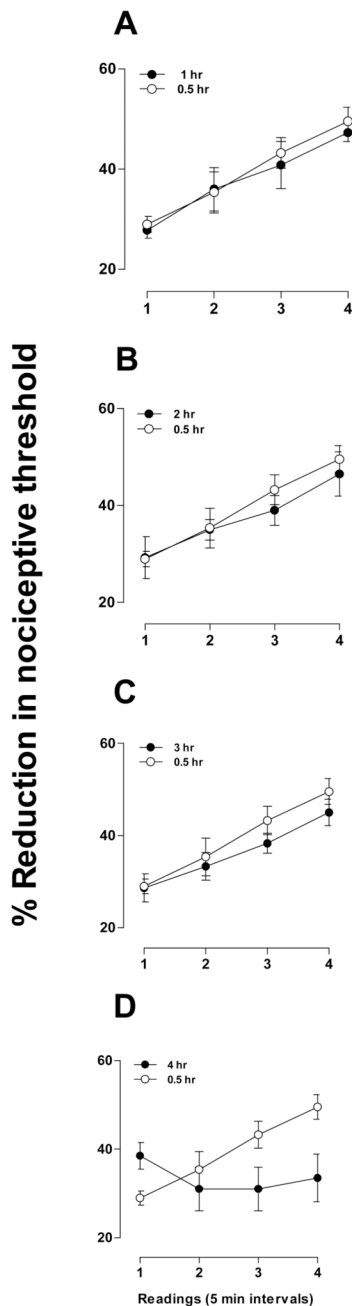 % Reduction in nociceptive threshold
A
1 hr
0.5 hr
60
40
20
1 2 3 4
B
2 hr
0.5 hr
60
40
20
1 2 3 4
C
3 hr
0.5 hr
60
40
20
1 2 3 4
D
4 hr
0.5 hr
60
40
20
1 2 3 4
Readings (5 min intervals)